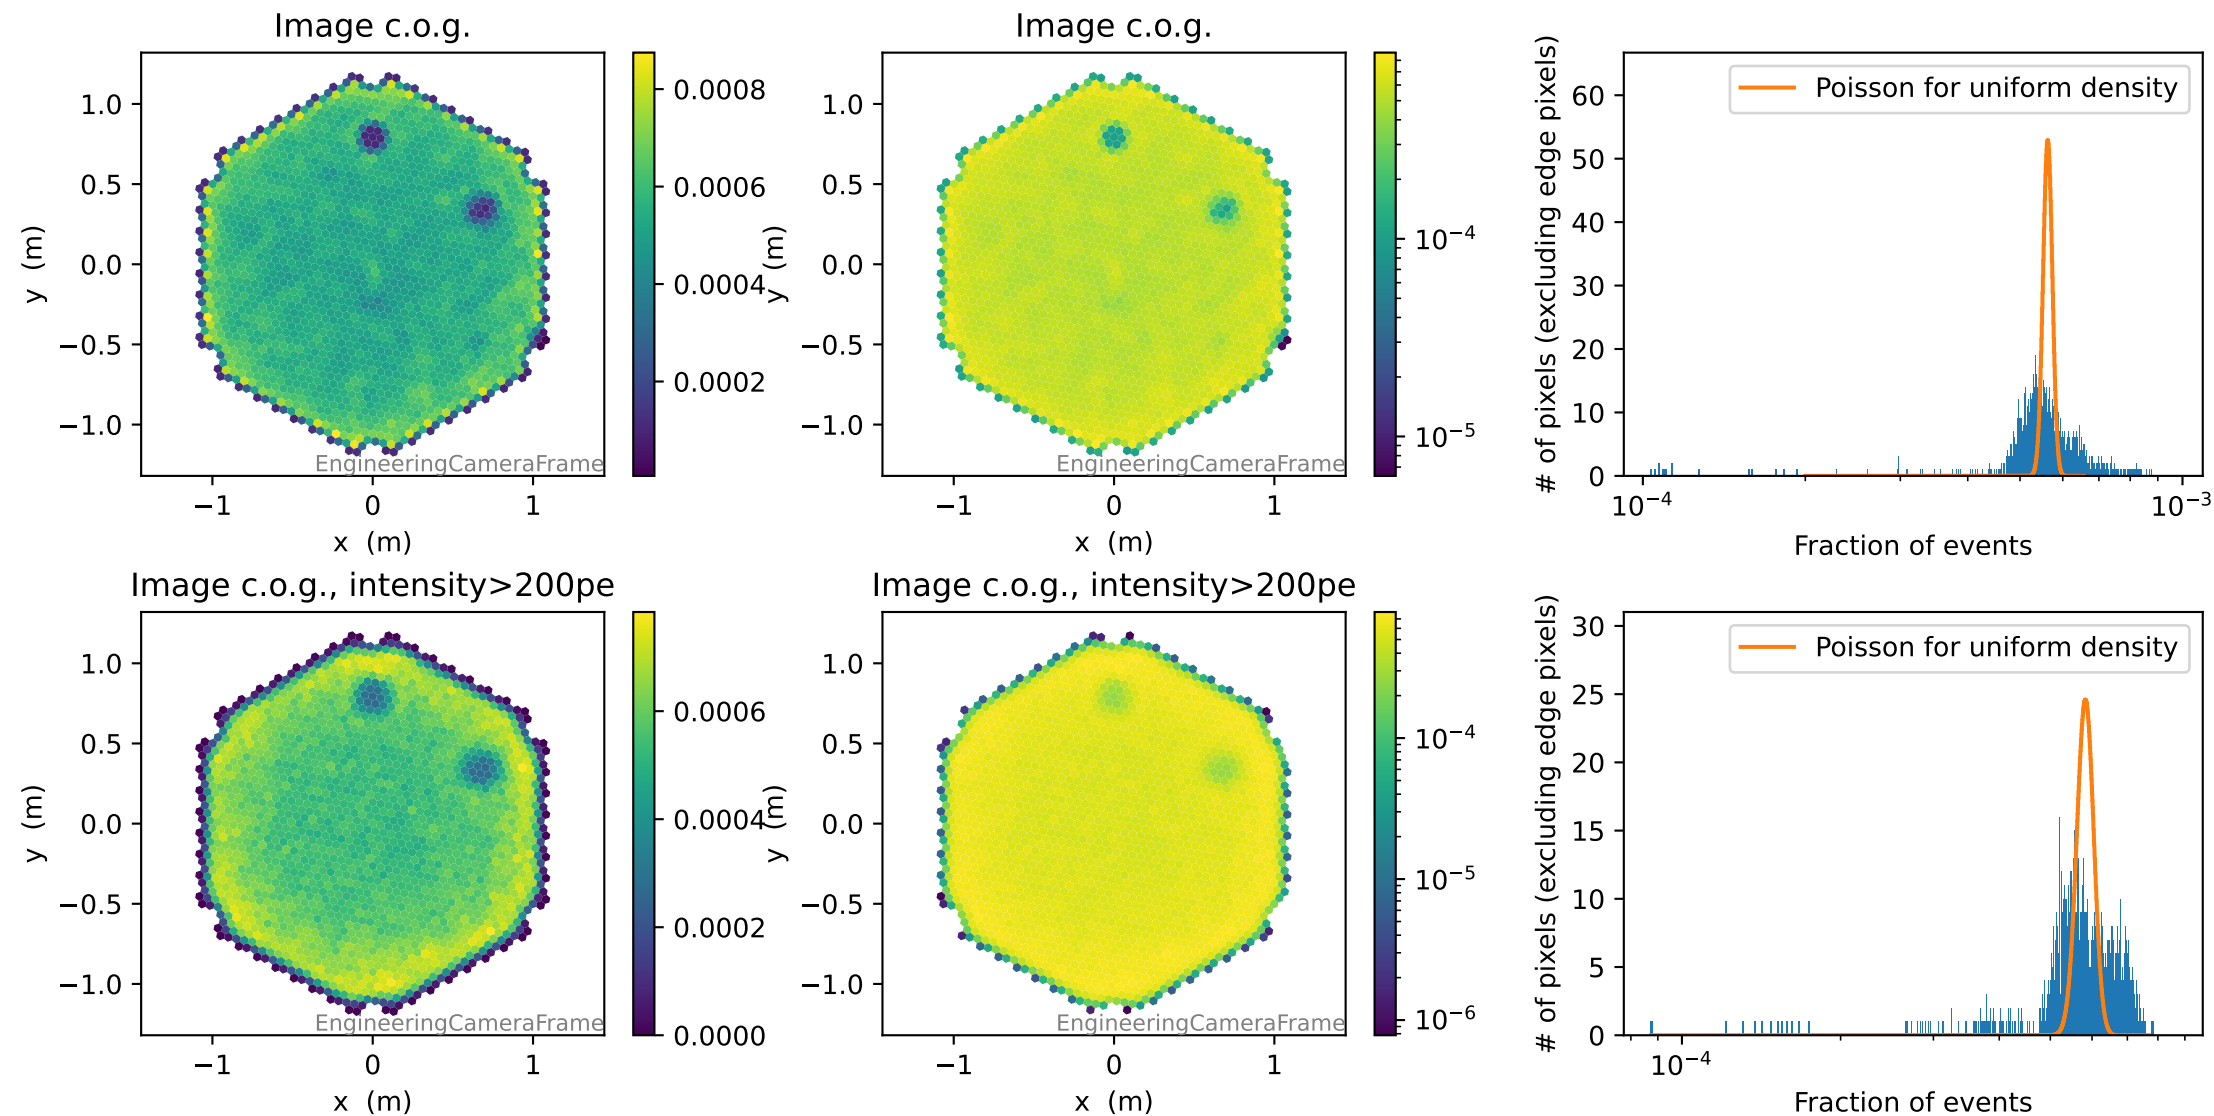 Image c.o.g.
1.0
0.5
0.0
−0.5
−1.0
y (m)
−1 0 1
x (m)
EngineeringCameraFrame
0.0008
0.0006
0.0004
0.0002
Image c.o.g.
1.0
0.5
0.0
−0.5
−1.0
y (m)
−1 0 1
x (m)
EngineeringCameraFrame
10−4
10−5
# of pixels (excluding edge pixels)
60
50
40
30
20
10
0
Poisson for uniform density
10−4 10−3
Fraction of events
Image c.o.g., intensity>200pe
1.0
0.5
0.0
−0.5
−1.0
y (m)
−1 0 1
x (m)
EngineeringCameraFrame
0.0006
0.0004
0.0002
0.0000
Image c.o.g., intensity>200pe
1.0
0.5
0.0
−0.5
−1.0
y (m)
−1 0 1
x (m)
EngineeringCameraFrame
10−4
10−5
10−6
# of pixels (excluding edge pixels)
30
25
20
15
10
5
0
Poisson for uniform density
10−4
Fraction of events